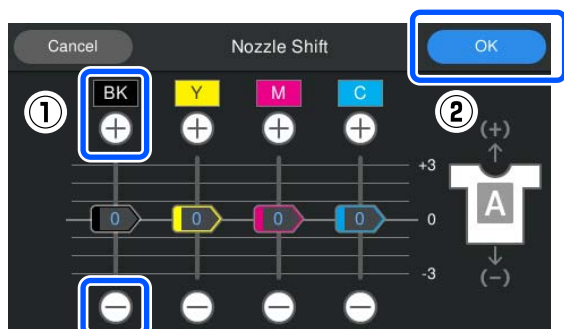 Cancel Nozzle Shift OK
① BK Y M C ②
+ + + + (+)
↑
+3
0 0 0 0 0 A
↓
-3 (−)
− − − −